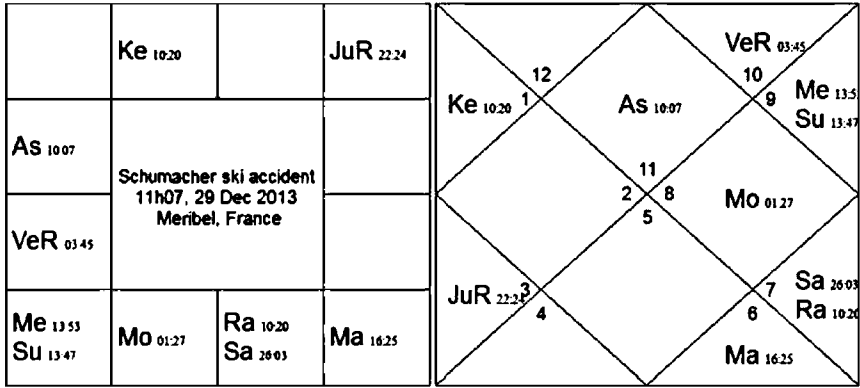 Ke 10:20
JuR 22:24
As 10:07
Schumacher ski accident
11h07, 29 Dec 2013
Meribel, France
VeR 03:45
Me 13:53
Su 13:47
Mo 01:27
Ra 10:20
Sa 26:03
Ma 16:25
VeR 03:45
12
10
Ke 10:20
1
As 10:07
9
Me 13:5
Su 13:47
11
2
8
Mo 01:27
5
JuR 22:24
3
7
Sa 26:03
Ra 10:20
4
6
Ma 16:25